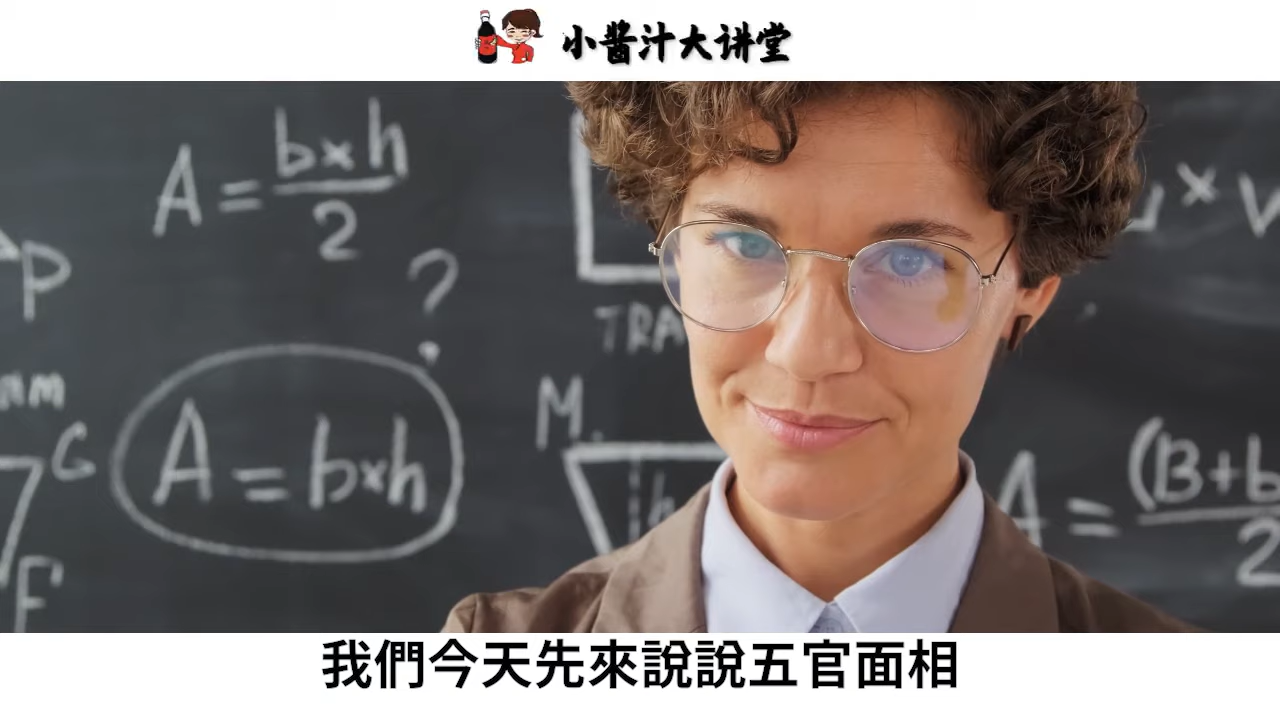 小酱汁大讲堂
A = b×h / 2
?
P
TRA
M.
G
A = b×h
h
A = (B+b
2
F
我們今天先來說說五官面相